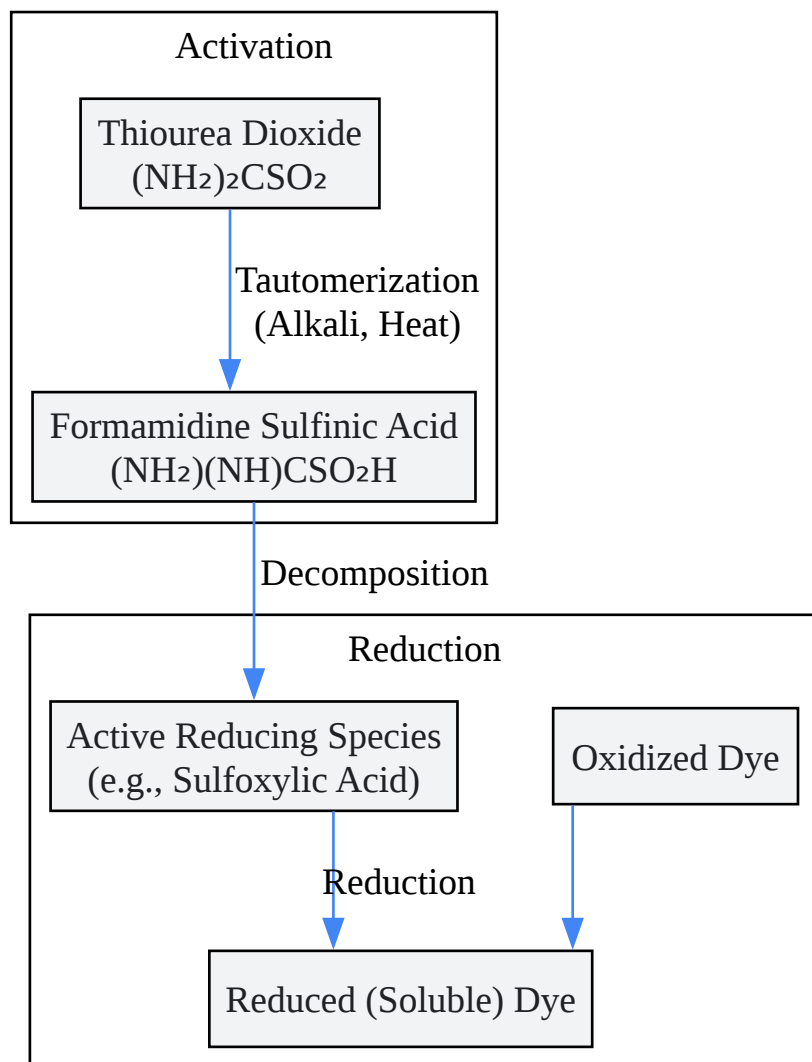 Activation
Thiourea Dioxide
(NH₂)₂CSO₂
Tautomerization
(Alkali, Heat)
Formamidine Sulfinic Acid
(NH₂)(NH)CSO₂H
Decomposition
Reduction
Active Reducing Species
(e.g., Sulfoxylic Acid)
Oxidized Dye
Reduction
Reduced (Soluble) Dye